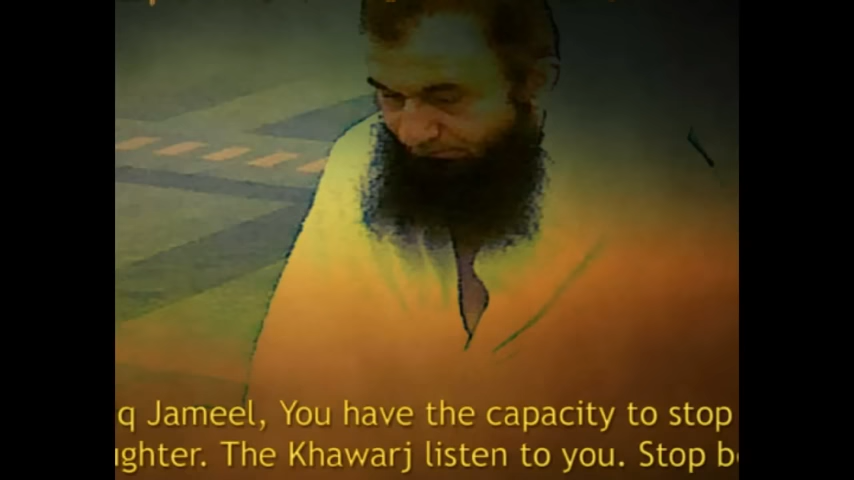 q Jameel, You have the capacity to stop
ughter. The Khawarj listen to you. Stop b